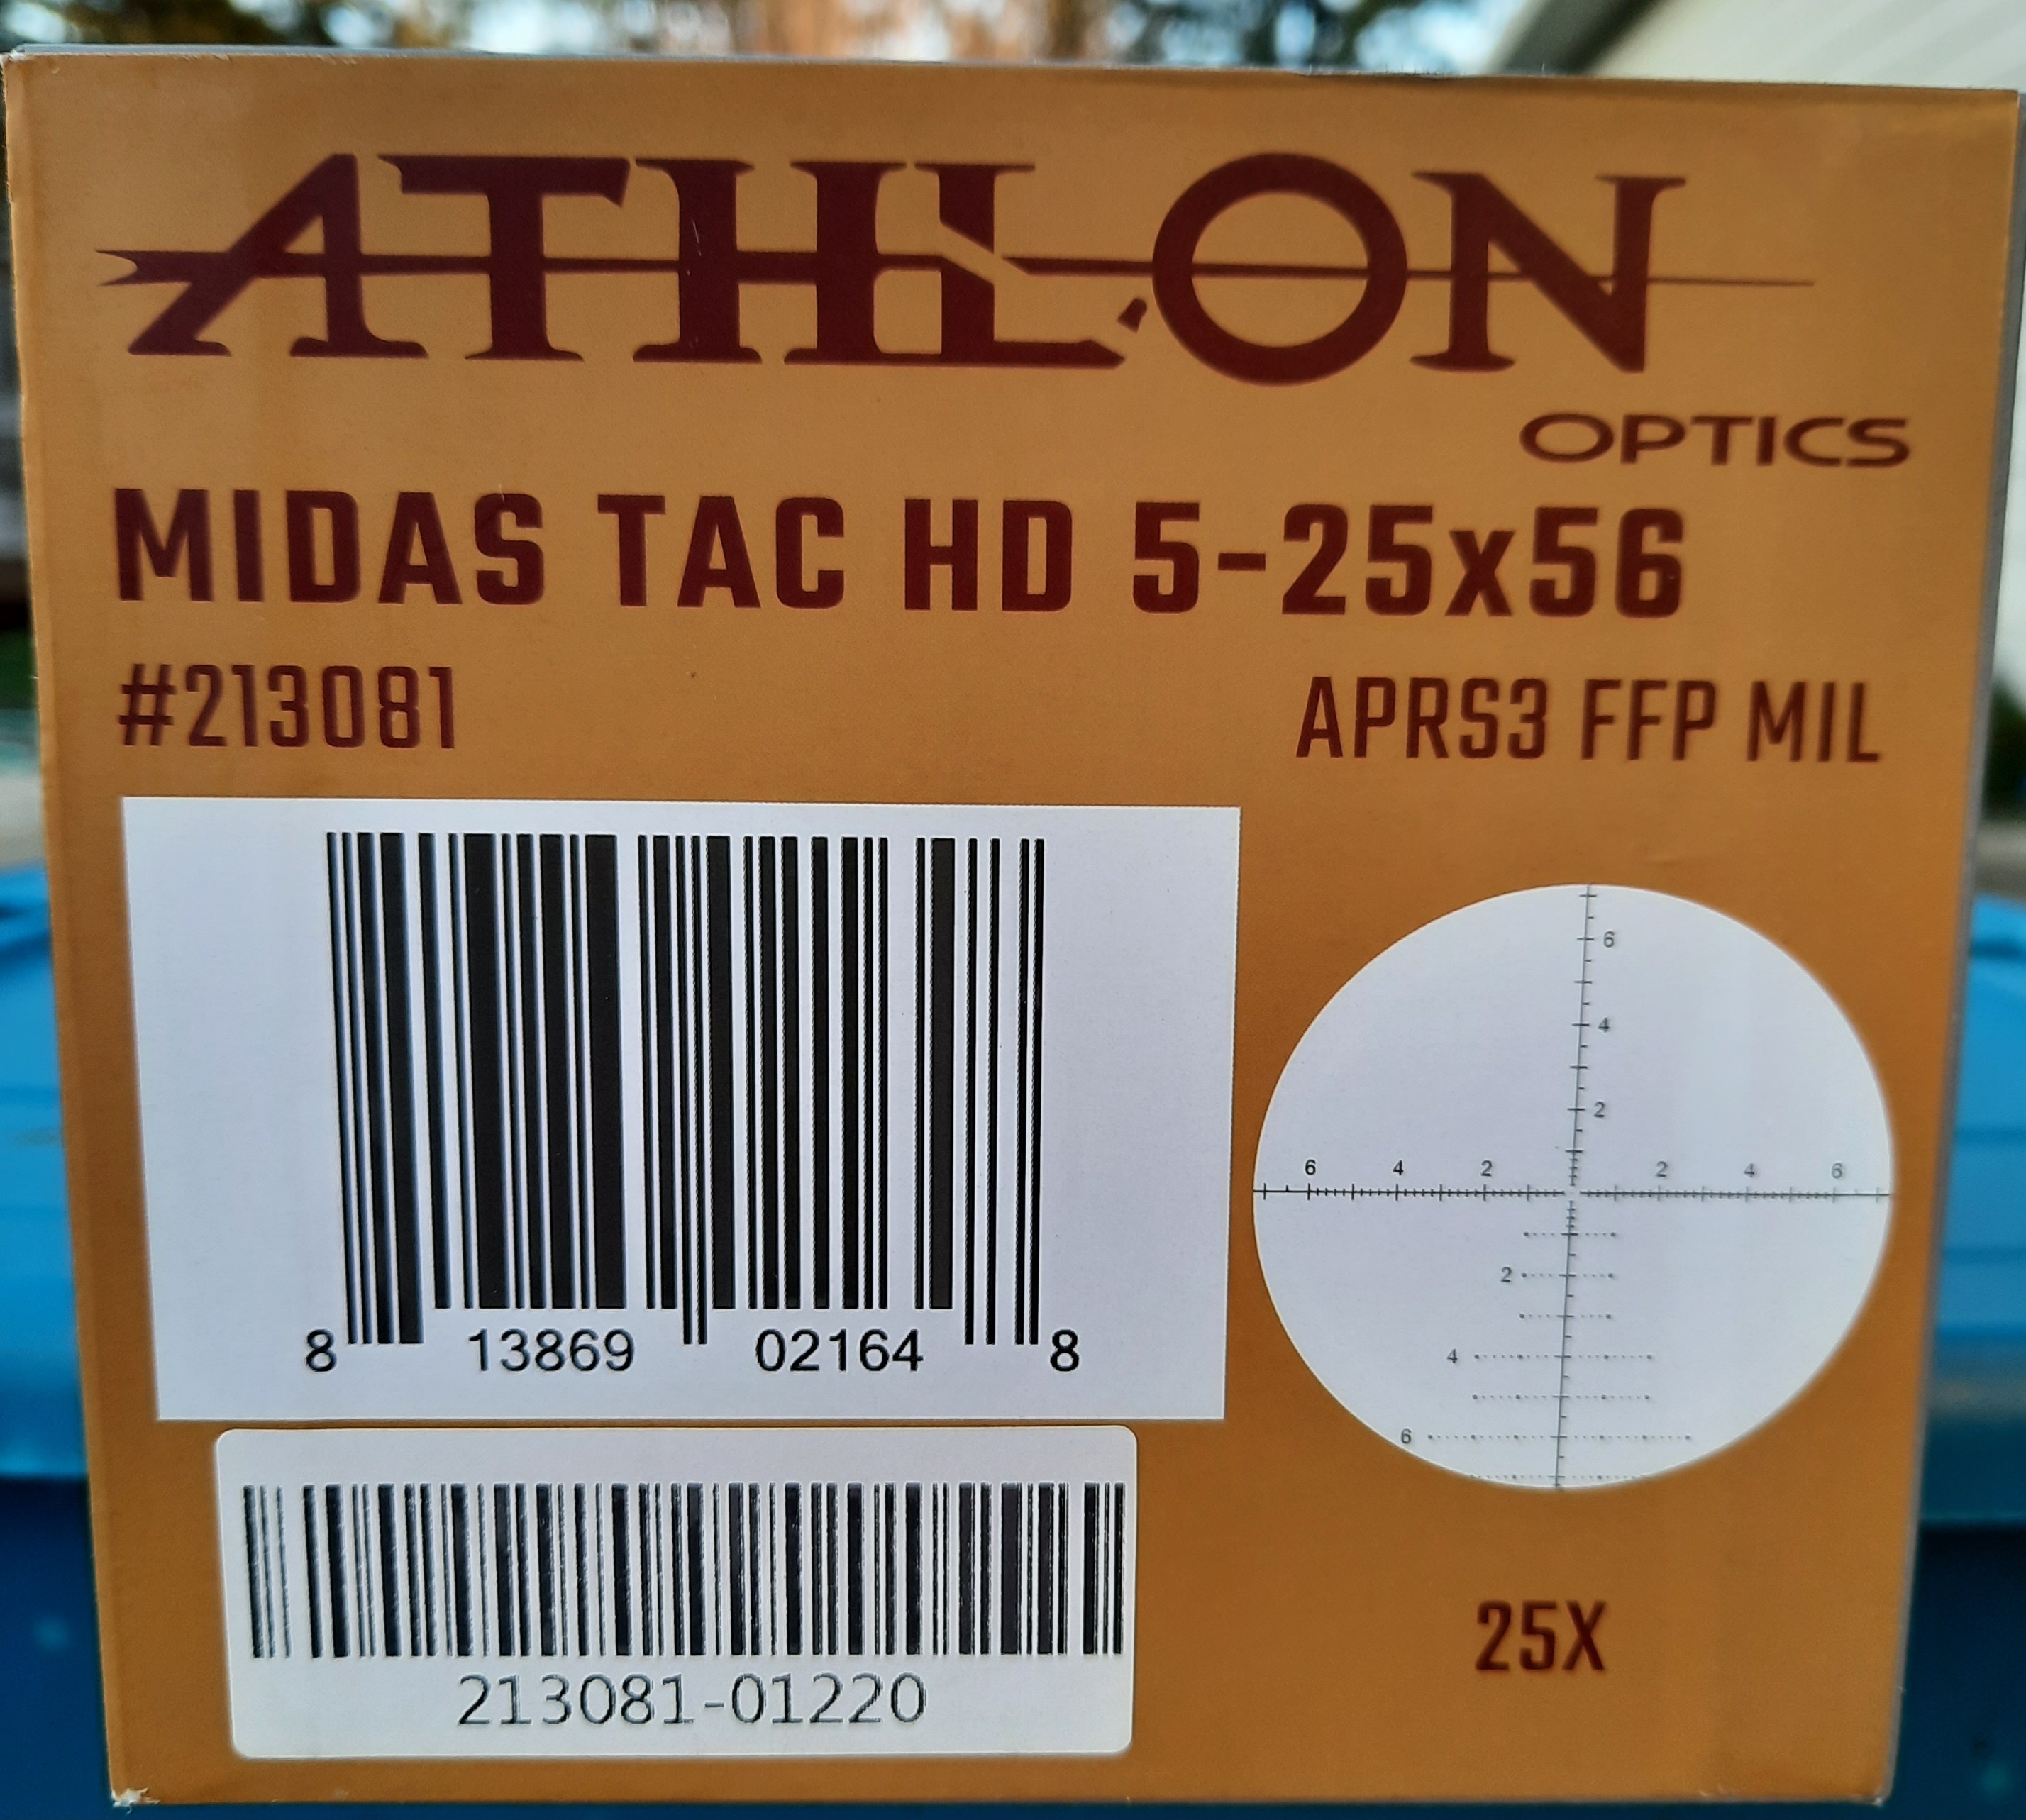 ATHLON
OPTICS
MIDAS TAC HD 5-25x56
#213081 APRS3 FFP MIL
8 13869 02164 8
6
4
2
6 4 2 2 4 6
2
4
6
213081-01220
25X